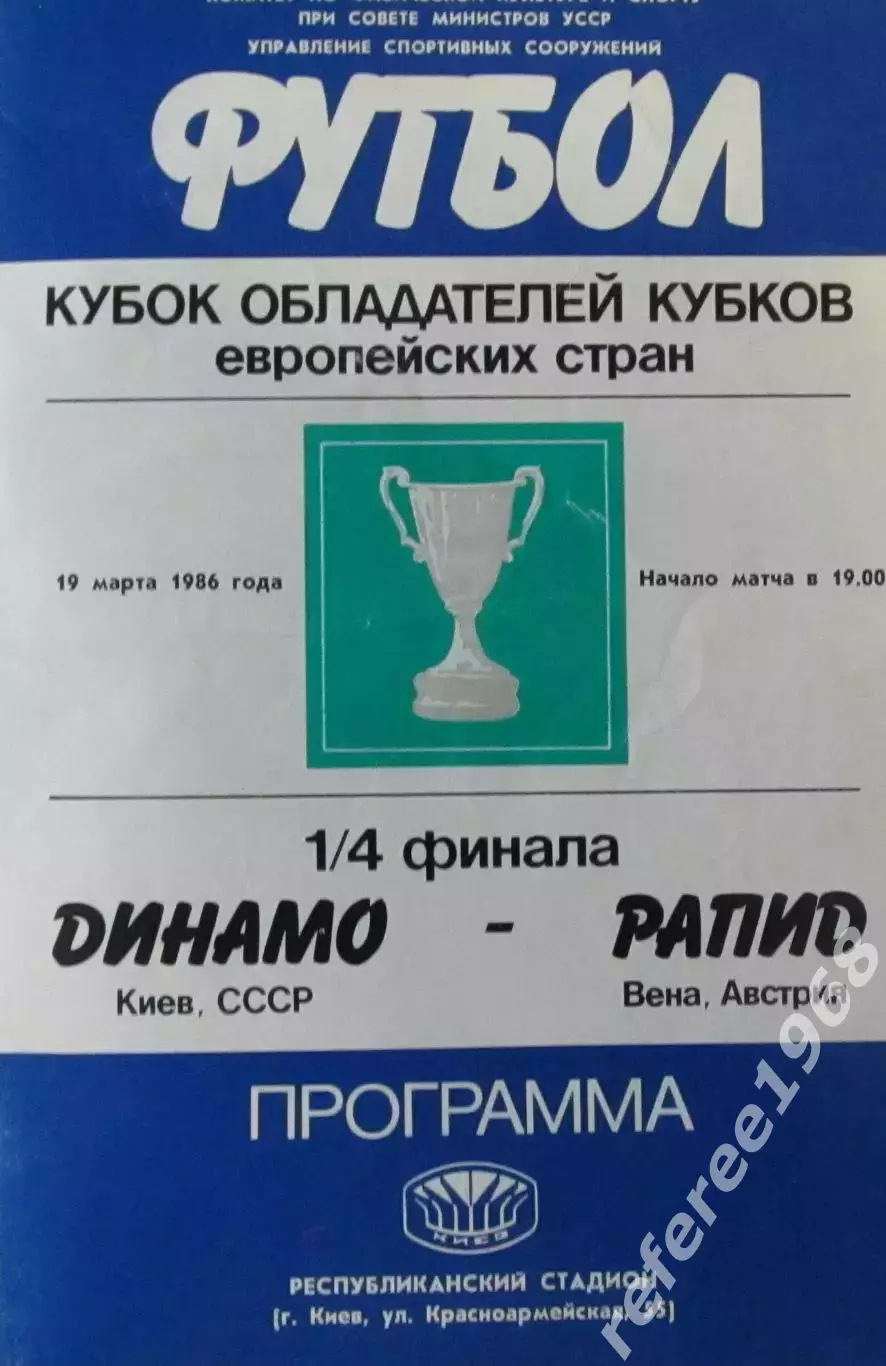 ПРИ СОВЕТЕ МИНИСТРОВ УССР
УПРАВЛЕНИЕ СПОРТИВНЫХ СООРУЖЕНИЙ
ФУТБОЛ
КУБОК ОБЛАДАТЕЛЕЙ КУБКОВ
европейских стран
19 марта 1986 года
Начало матча в 19.00
1/4 финала
ДИНАМО - РАПИД
Киев, СССР
Вена, Австрия
ПРОГРАММА
КИЕВ
РЕСПУБЛИКАНСКИЙ СТАДИОН
(г. Киев, ул. Красноармейская, 55)
referee1968